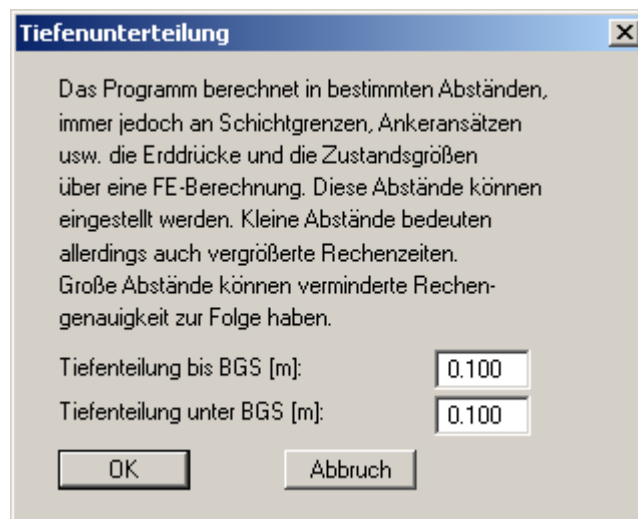 Tiefenunterteilung
Das Programm berechnet in bestimmten Abständen,
immer jedoch an Schichtgrenzen, Ankeransätzen
usw. die Erddrücke und die Zustandsgrößen
über eine FE-Berechnung. Diese Abstände können
eingestellt werden. Kleine Abstände bedeuten
allerdings auch vergrößerte Rechenzeiten.
Große Abstände können verminderte Rechen-
genauigkeit zur Folge haben.
Tiefenteilung bis BGS [m]: 0.100
Tiefenteilung unter BGS [m]: 0.100
OK Abbruch